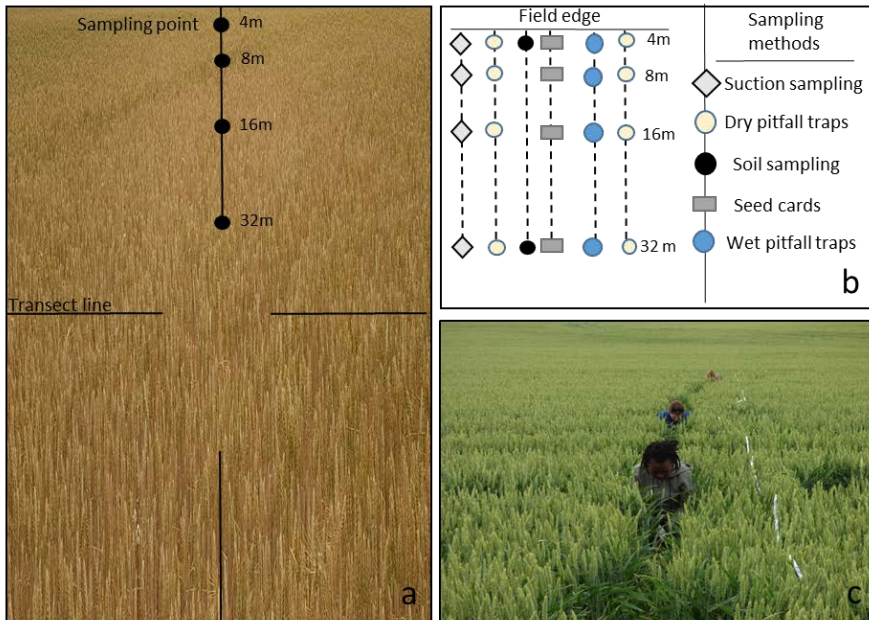 Sampling point
4m
8m
16m
32m
Transect line
a
Field edge
4m
8m
16m
32 m
Sampling
methods
Suction sampling
Dry pitfall traps
Soil sampling
Seed cards
Wet pitfall traps
b
c